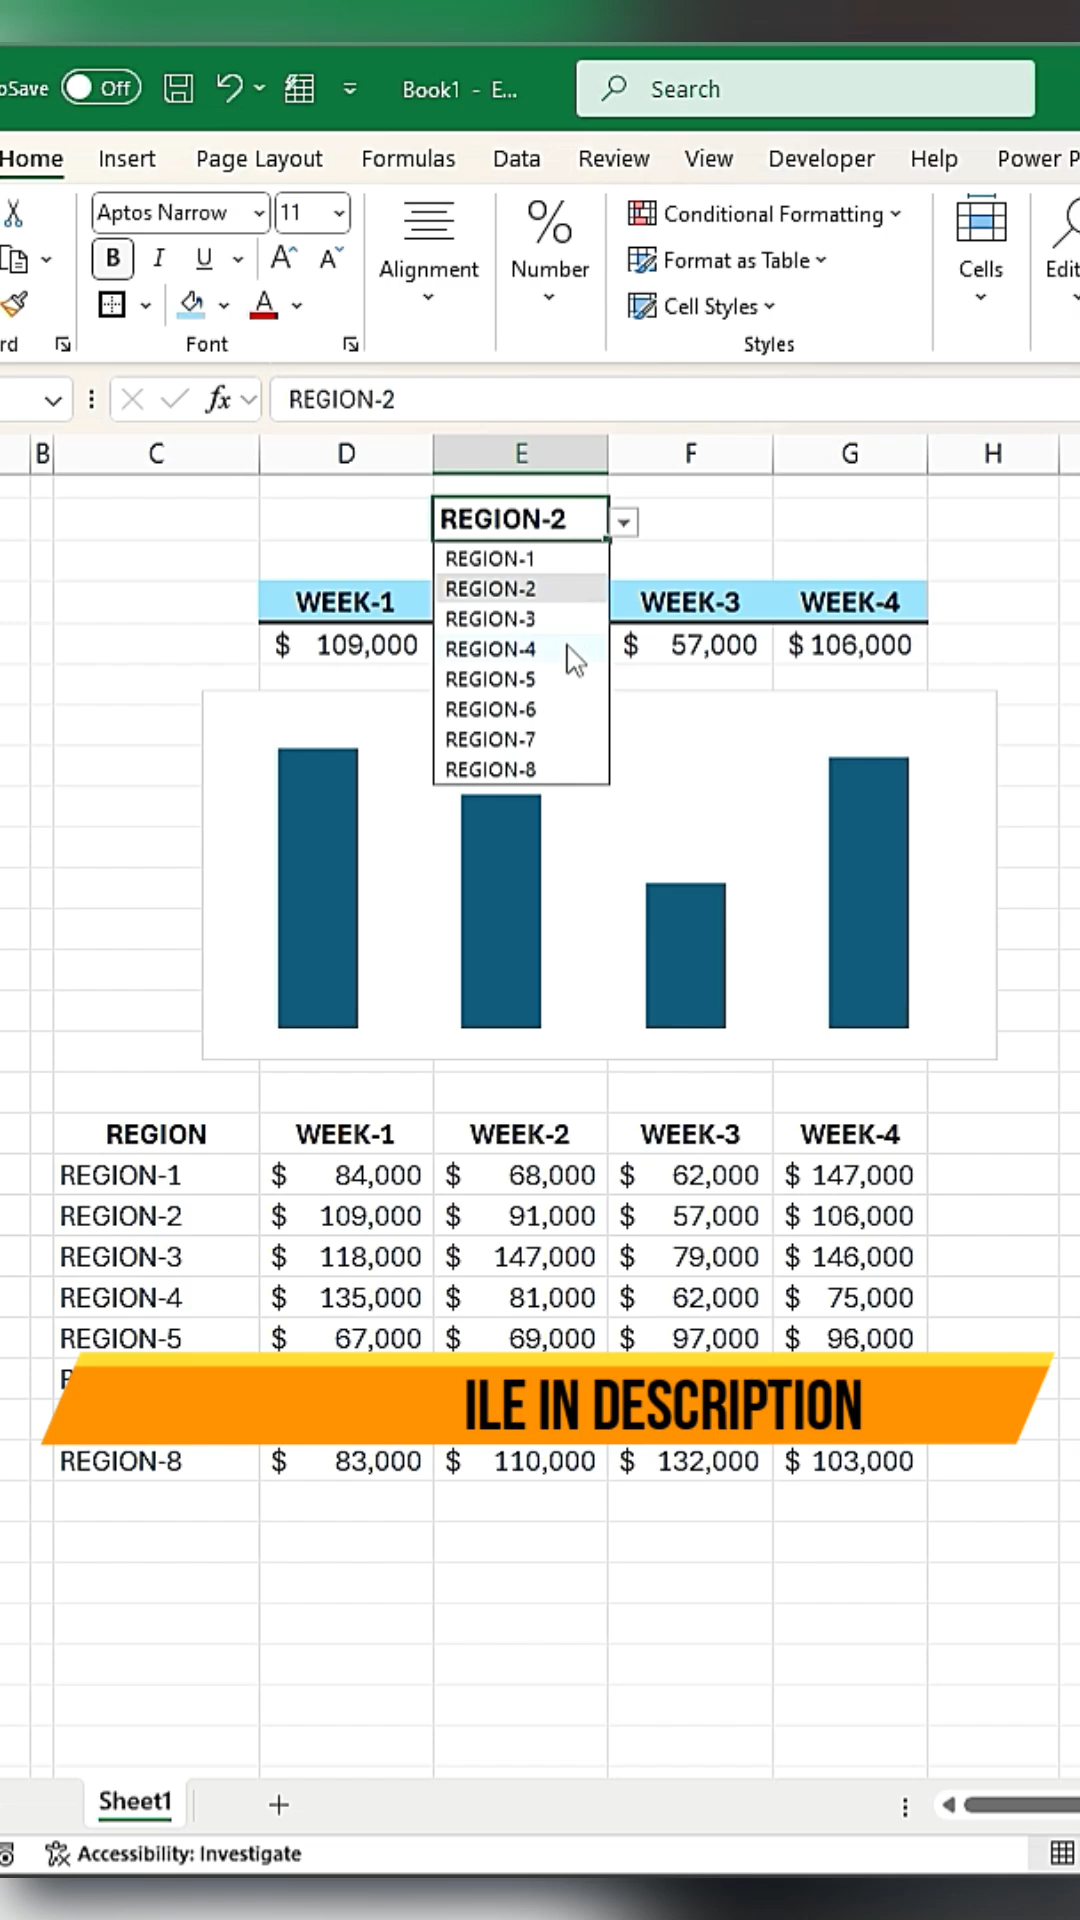 oSave Off Book1 - E... Search
Home Insert Page Layout Formulas Data Review View Developer Help Power P
Aptos Narrow 11
B I U A A
A
Alignment
%
Number
Conditional Formatting
Format as Table
Cell Styles
Cells
Edit
rd Font Styles
fx REGION-2
B C D E F G H
REGION-2
REGION-1
REGION-2
REGION-3
REGION-4
REGION-5
REGION-6
REGION-7
REGION-8
WEEK-1 WEEK-3 WEEK-4
$ 109,000 $ 57,000 $ 106,000
REGION WEEK-1 WEEK-2 WEEK-3 WEEK-4
REGION-1 $ 84,000 $ 68,000 $ 62,000 $ 147,000
REGION-2 $ 109,000 $ 91,000 $ 57,000 $ 106,000
REGION-3 $ 118,000 $ 147,000 $ 79,000 $ 146,000
REGION-4 $ 135,000 $ 81,000 $ 62,000 $ 75,000
REGION-5 $ 67,000 $ 69,000 $ 97,000 $ 96,000
ILE IN DESCRIPTION
REGION-8 $ 83,000 $ 110,000 $ 132,000 $ 103,000
Sheet1
Accessibility: Investigate